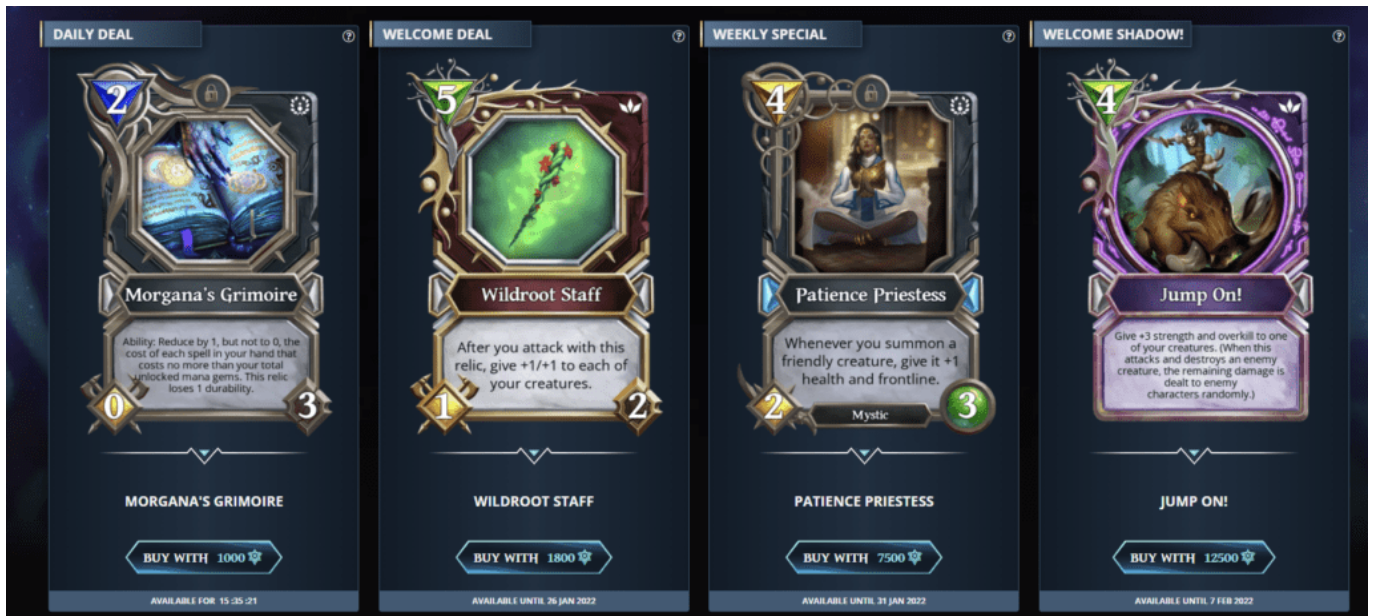 DAILY DEAL
2
Morgana's Grimoire
Ability: Reduce by 1, but not to 0, the
cost of each spell in your hand that
costs no more than your total
unlocked mana gems. This relic
loses 1 durability.
0
3
MORGANA'S GRIMOIRE
BUY WITH 1000
AVAILABLE FOR 15:35:21
WELCOME DEAL
5
Wildroot Staff
After you attack with this
relic, give +1/+1 to each of
your creatures.
1
2
WILDROOT STAFF
BUY WITH 1800
AVAILABLE UNTIL 26 JAN 2022
WEEKLY SPECIAL
4
Patience Priestess
Whenever you summon a
friendly creature, give it +1
health and frontline.
2
Mystic
3
PATIENCE PRIESTESS
BUY WITH 7500
AVAILABLE UNTIL 31 JAN 2022
WELCOME SHADOW!
4
Jump On!
Give +3 strength and overkill to one
of your creatures. (When this
attacks and destroys an enemy
creature, the remaining damage is
dealt to enemy
characters randomly.)
JUMP ON!
BUY WITH 12500
AVAILABLE UNTIL 7 FEB 2022